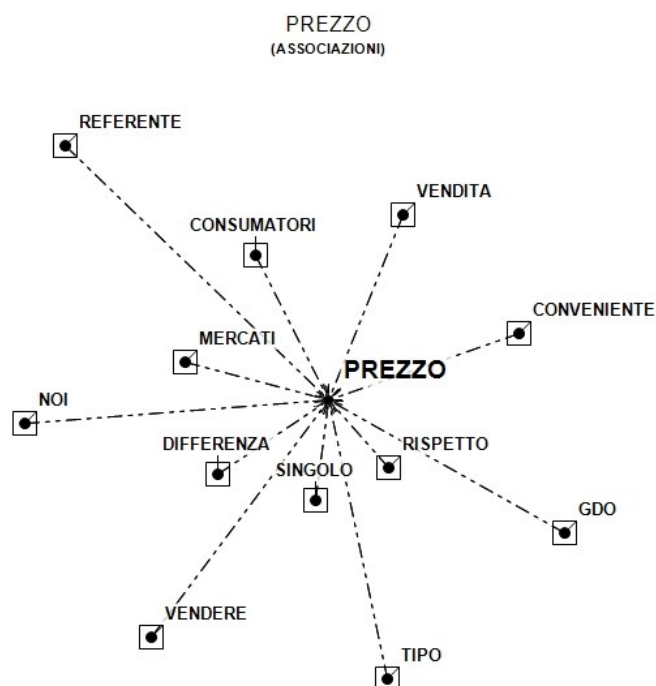 PREZZO
(ASSOCIAZIONI)
REFERENTE
VENDITA
CONSUMATORI
CONVENIENTE
MERCATI
PREZZO
NOI
DIFFERENZA
RISPETTO
SINGOLO
GDO
VENDERE
TIPO